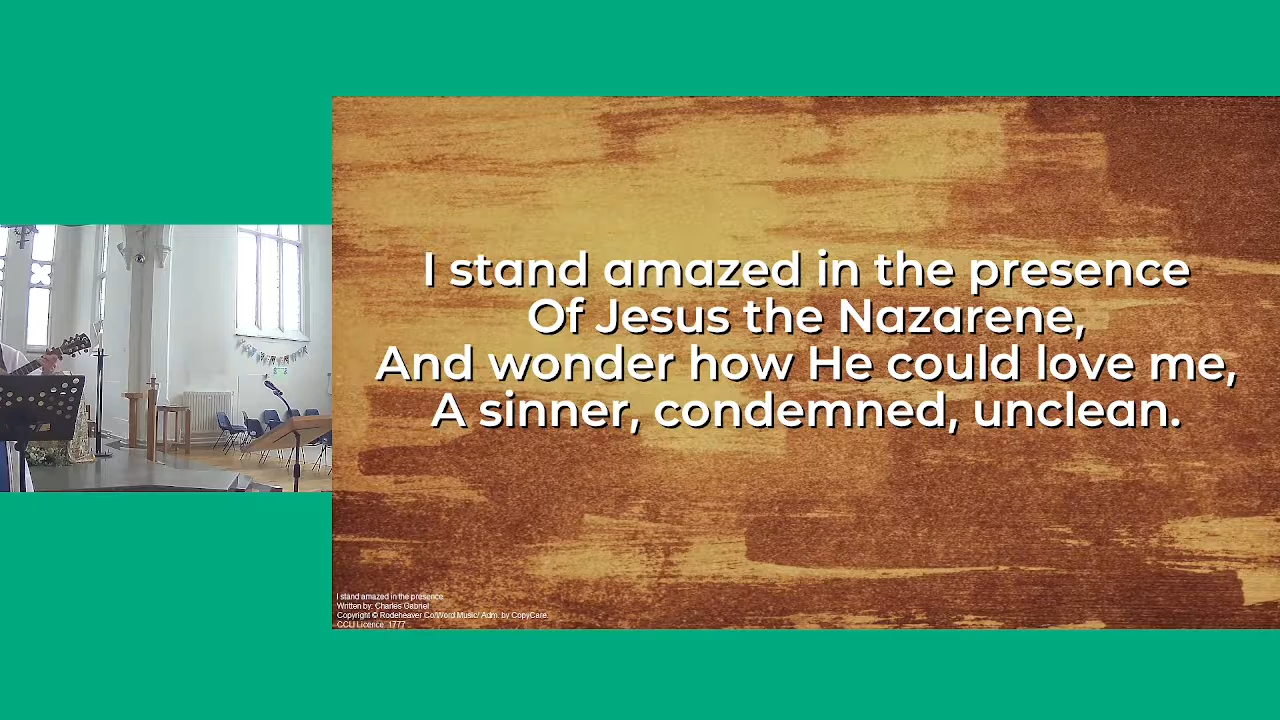 I stand amazed in the presence
Of Jesus the Nazarene,
And wonder how He could love me,
A sinner, condemned, unclean.
I stand amazed in the presence
Written by: Charles Gabriel
Copyright © Rodeheaver Co/Word Music/ Adm. by CopyCare.
CCLI Licence: 1777